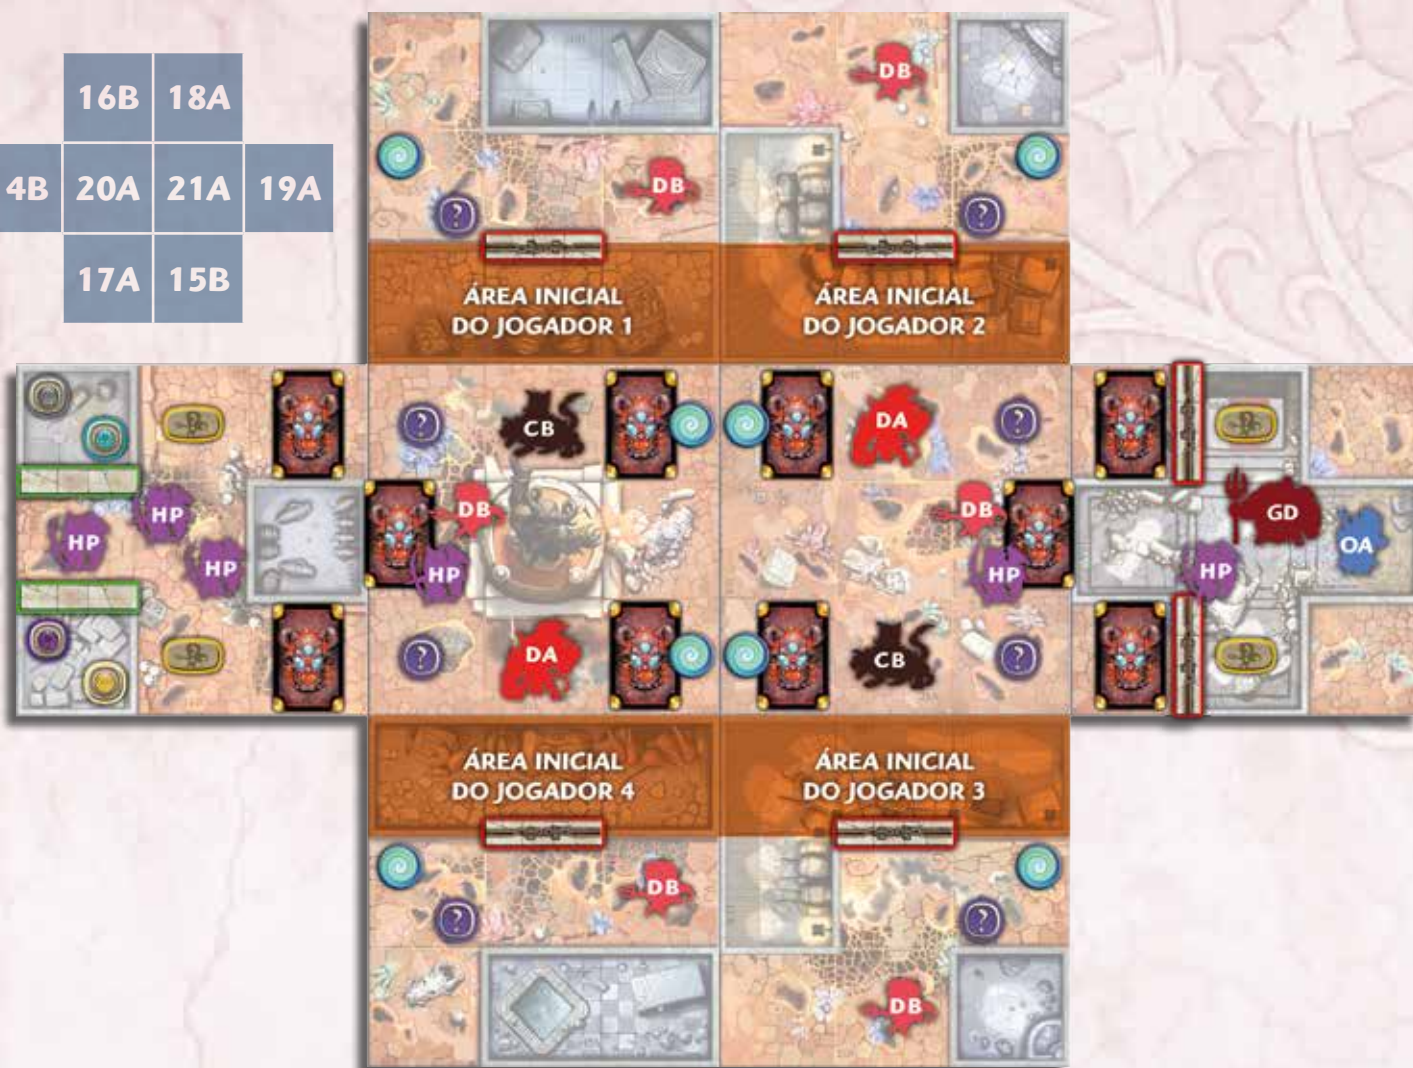 16B 18A
4B 20A 21A 19A
17A 15B
DB
DB
?
?
ÁREA INICIAL
DO JOGADOR 1
ÁREA INICIAL
DO JOGADOR 2
? CB DA ?
HP HP HP DB HP DB HP HP GD OA
? DA CB ?
ÁREA INICIAL
DO JOGADOR 4
ÁREA INICIAL
DO JOGADOR 3
DB
?
?
DB